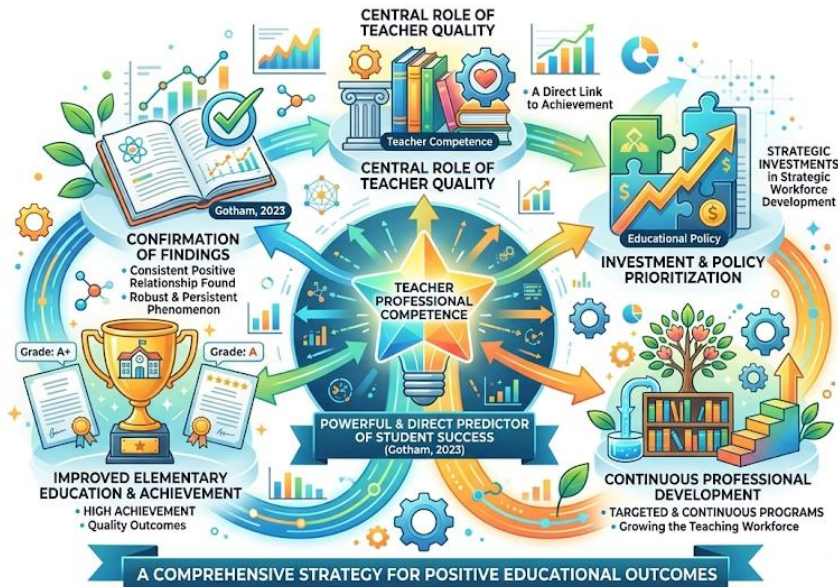 CENTRAL ROLE OF
TEACHER QUALITY
• A Direct Link
to Achievement
Teacher Competence
CENTRAL ROLE OF
TEACHER QUALITY
Gotham, 2023
CONFIRMATION
OF FINDINGS
• Consistent Positive
Relationship Found
• Robust & Persistent
Phenomenon
STRATEGIC
INVESTMENTS
in Strategic
Workforce
Development
$
$
$
Educational Policy
INVESTMENT & POLICY
PRIORITIZATION
TEACHER
PROFESSIONAL
COMPETENCE
POWERFUL & DIRECT PREDICTOR
OF STUDENT SUCCESS
(Gotham, 2023)
Grade: A+
Grade: A
IMPROVED ELEMENTARY
EDUCATION & ACHIEVEMENT
• HIGH ACHIEVEMENT
• Quality Outcomes
CONTINUOUS PROFESSIONAL
DEVELOPMENT
• TARGETED & CONTINUOUS PROGRAMS
• Growing the Teaching Workforce
A COMPREHENSIVE STRATEGY FOR POSITIVE EDUCATIONAL OUTCOMES